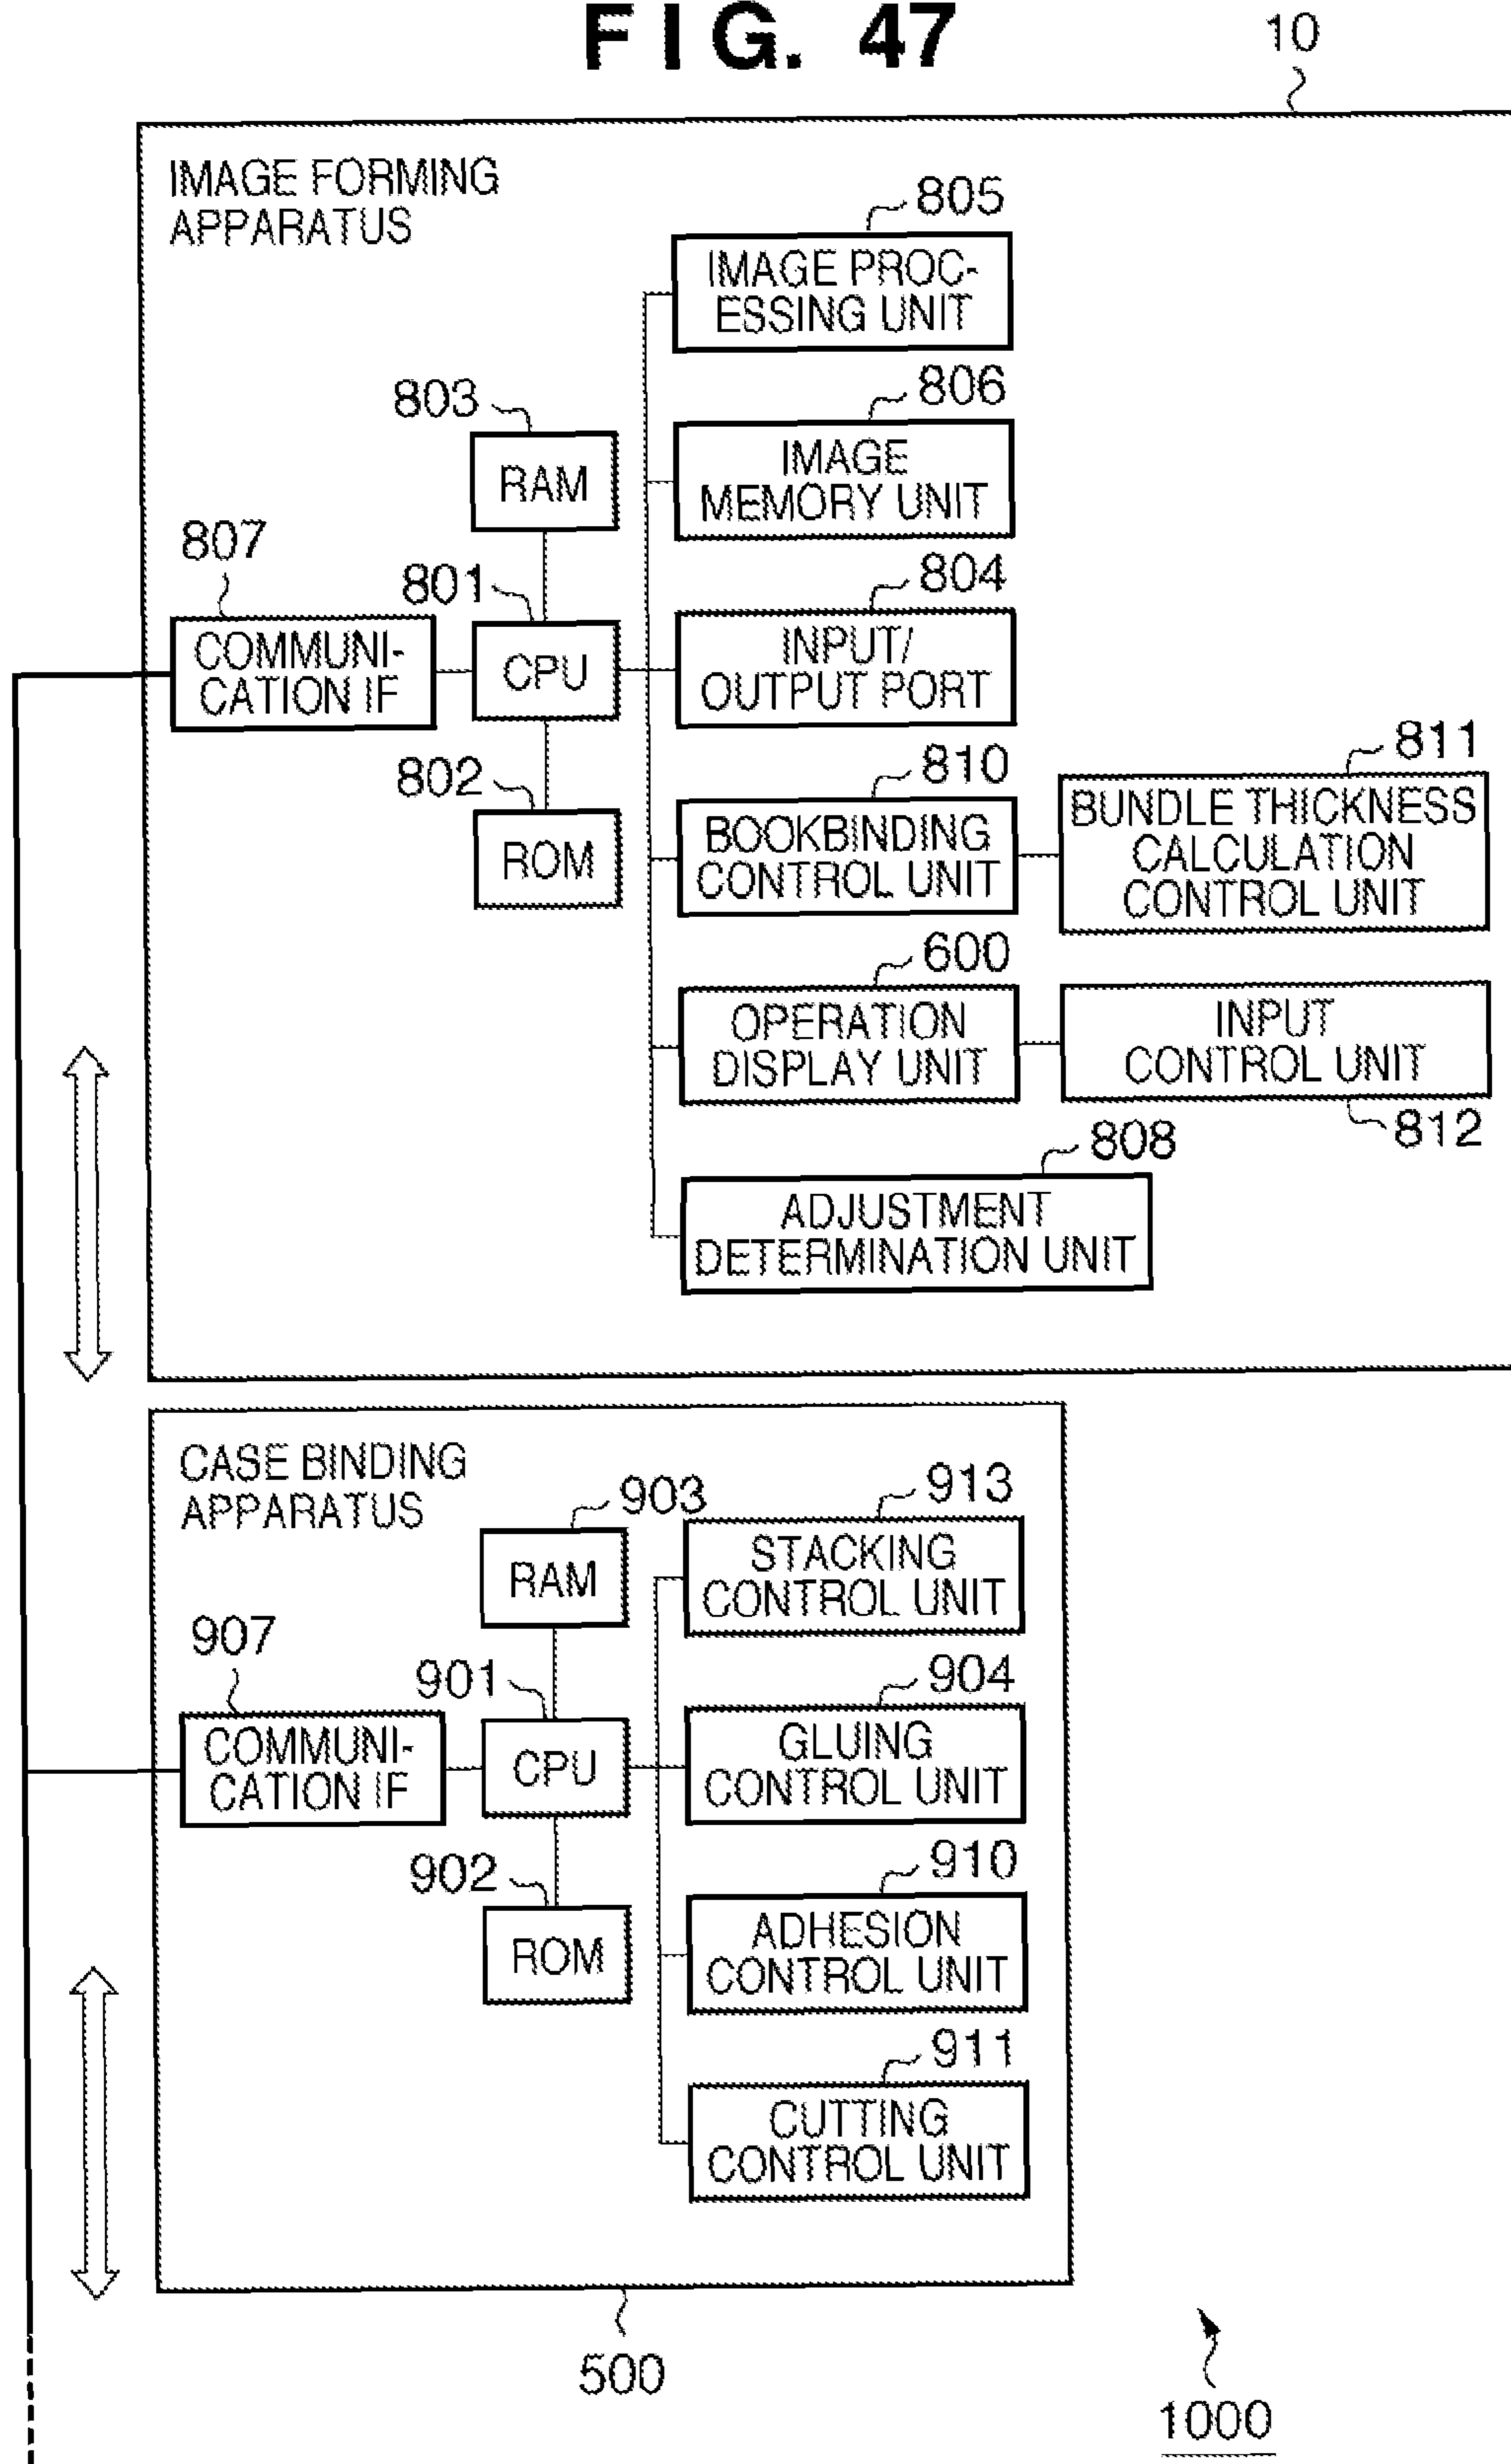 FIG. 47
10
IMAGE FORMING
APPARATUS
805
IMAGE PROC-
ESSING UNIT
806
IMAGE
MEMORY UNIT
803
RAM
807
COMMUNI-
CATION IF
801
CPU
804
INPUT/
OUTPUT PORT
802
ROM
810
BOOKBINDING
CONTROL UNIT
811
BUNDLE THICKNESS
CALCULATION
CONTROL UNIT
600
OPERATION
DISPLAY UNIT
INPUT
CONTROL UNIT
812
808
ADJUSTMENT
DETERMINATION UNIT
CASE BINDING
APPARATUS
903
RAM
913
STACKING
CONTROL UNIT
907
COMMUNI-
CATION IF
901
CPU
904
GLUING
CONTROL UNIT
902
ROM
910
ADHESION
CONTROL UNIT
911
CUTTING
CONTROL UNIT
500
1000